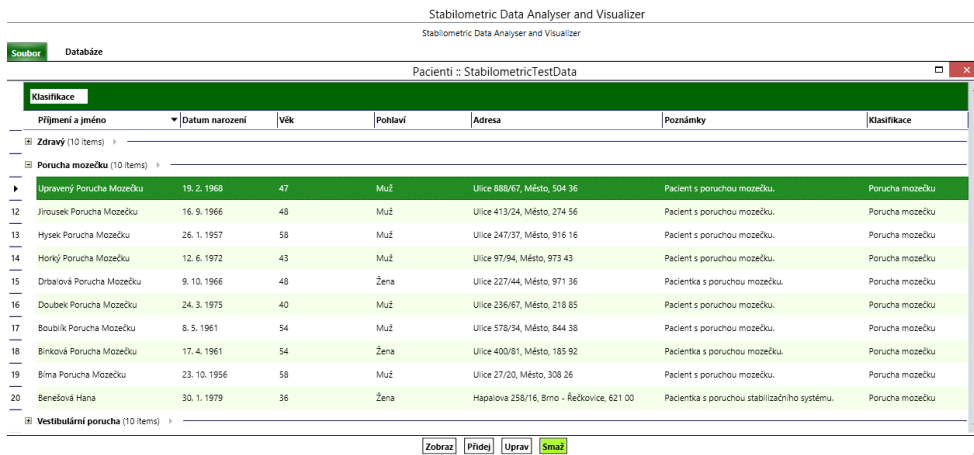 Stabilometric Data Analyser and Visualizer
Stabilometric Data Analyser and Visualizer
Soubor Databáze
Pacienti :: StabilometricTestData
Klasifikace
Příjmení a jméno Datum narození Věk Pohlaví Adresa Poznámky Klasifikace
Zdravý (10 items)
Porucha mozečku (10 items)
Upravený Porucha Mozečku 19. 2. 1968 47 Muž Ulice 888/67, Město, 504 36 Pacient s poruchou mozečku. Porucha mozečku
12 Jirousek Porucha Mozečku 16. 9. 1966 48 Muž Ulice 413/24, Město, 274 56 Pacient s poruchou mozečku. Porucha mozečku
13 Hysek Porucha Mozečku 26. 1. 1957 58 Muž Ulice 247/37, Město, 916 16 Pacient s poruchou mozečku. Porucha mozečku
14 Horký Porucha Mozečku 12. 6. 1972 43 Muž Ulice 97/94, Město, 973 43 Pacient s poruchou mozečku. Porucha mozečku
15 Drbalová Porucha Mozečku 9. 10. 1966 48 Žena Ulice 227/44, Město, 971 36 Pacientka s poruchou mozečku. Porucha mozečku
16 Doubek Porucha Mozečku 24. 3. 1975 40 Muž Ulice 236/67, Město, 218 85 Pacient s poruchou mozečku. Porucha mozečku
17 Boublík Porucha Mozečku 8. 5. 1961 54 Muž Ulice 578/34, Město, 844 38 Pacient s poruchou mozečku. Porucha mozečku
18 Bínková Porucha Mozečku 17. 4. 1961 54 Žena Ulice 400/81, Město, 185 92 Pacientka s poruchou mozečku. Porucha mozečku
19 Bíma Porucha Mozečku 23. 10. 1956 58 Muž Ulice 27/20, Město, 308 26 Pacient s poruchou mozečku. Porucha mozečku
20 Benešová Hana 30. 1. 1979 36 Žena Hapalova 258/16, Brno - Řečkovice, 621 00 Pacientka s poruchou stabilizačního systému. Porucha mozečku
Vestibulární porucha (10 items)
Zobraz Přidej Uprav Smaž